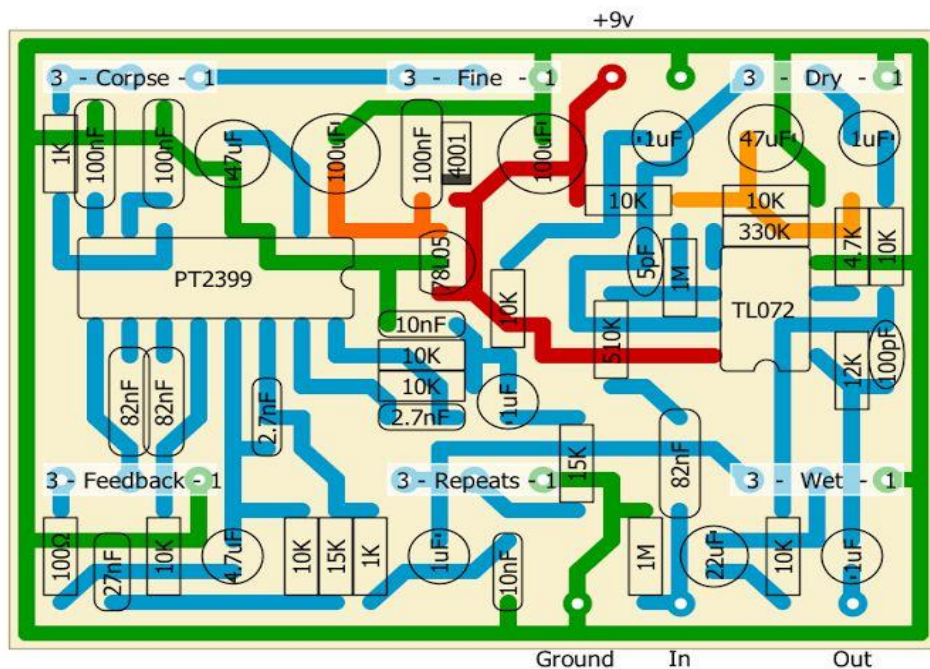 +9v
3 - Corpse - 1
3 - Fine - 1
3 - Dry - 1
1K
100nF
100nF
47uF
100uF
100nF
4001
100uF
1uF
47uF
1uF
10K
10K
330K
4.7K
10K
PT2399
78L05
10K
5pF
1M
TL072
10nF
10K
10K
2.7nF
82nF
82nF
2.7nF
1uF
510K
12K
100pF
15K
82nF
3 - Feedback - 1
3 - Repeats - 1
3 - Wet - 1
100Ω
27nF
10K
47uF
10K
15K
1K
1uF
10nF
1M
22uF
10K
1uF
Ground In Out